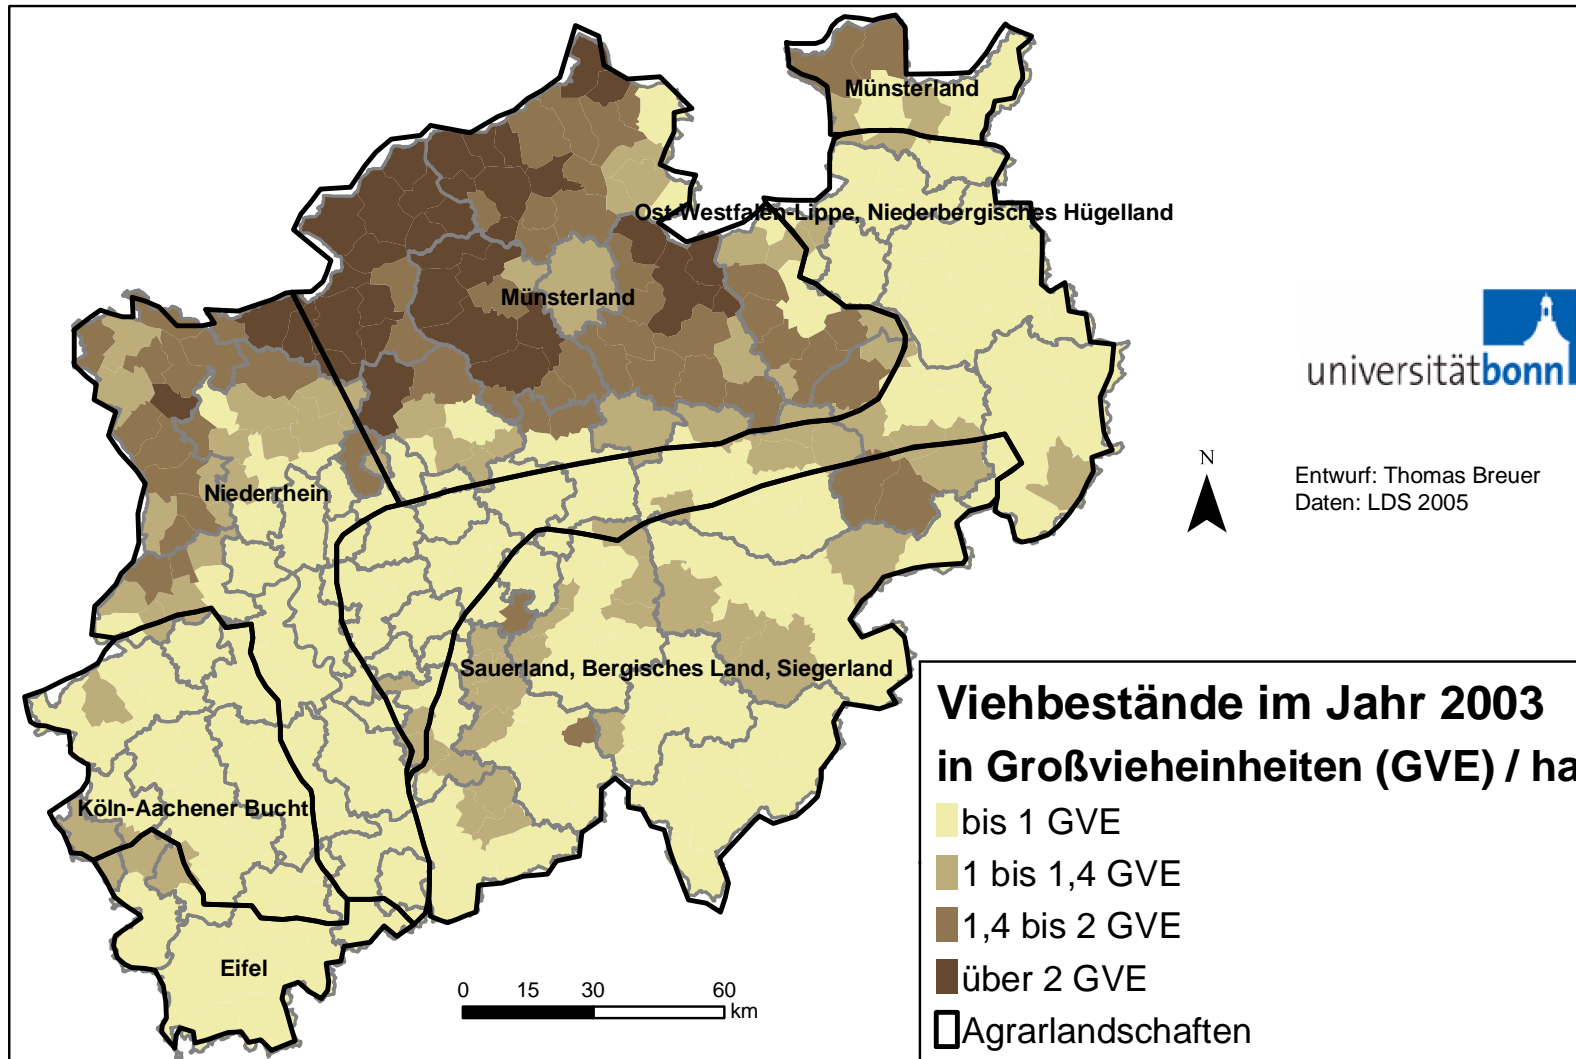 Münsterland
Ost-Westfalen-Lippe, Niederbergisches Hügelland
Münsterland
universitätbonn
N
Entwurf: Thomas Breuer
Daten: LDS 2005
Niederrhein
Sauerland, Bergisches Land, Siegerland
Köln-Aachener Bucht
Eifel
0 15 30 60
km
Viehbestände im Jahr 2003
in Großvieheinheiten (GVE) / ha
bis 1 GVE
1 bis 1,4 GVE
1,4 bis 2 GVE
über 2 GVE
Agrarlandschaften